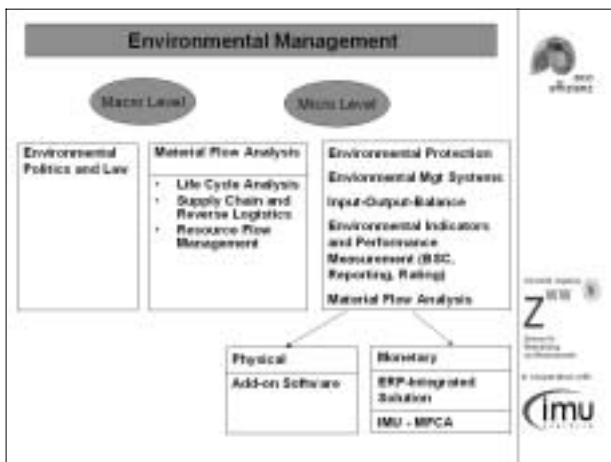 Environmental Management
Macro Level
Micro Level
Environmental
Politics and Law
Material Flow Analysis
• Life Cycle Analysis
• Supply Chain and
Reverse Logistics
• Resource Flow
Management
Environmental Protection
Environmental Mgt Systems
Input-Output-Balance
Environmental Indicators
and Performance
Measurement (BSC,
Reporting, Rating)
Material Flow Analysis
Physical
Add-on Software
Monetary
ERP-Integrated
Solution
IMU - MFCA
eco
efficient
Z
imu